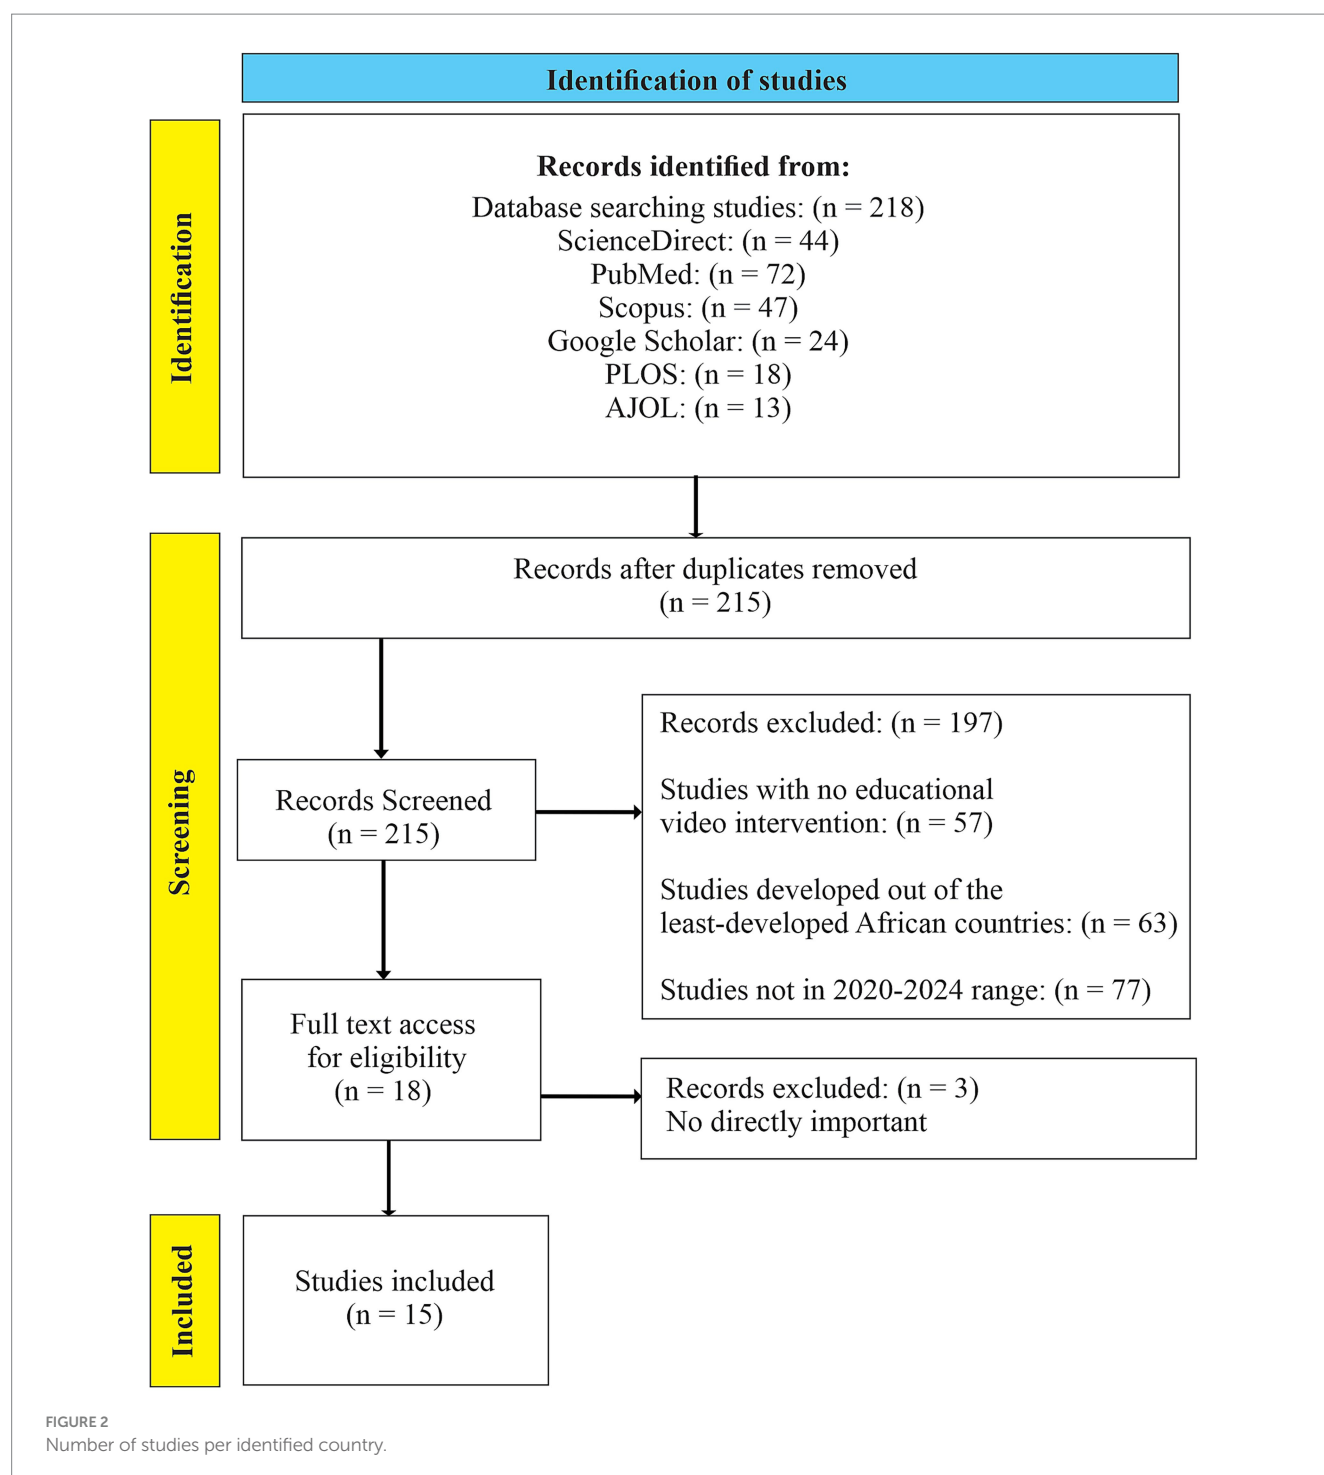 Identification of studies
Identification
Records identified from:
Database searching studies: (n = 218)
ScienceDirect: (n = 44)
PubMed: (n = 72)
Scopus: (n = 47)
Google Scholar: (n = 24)
PLOS: (n = 18)
AJOL: (n = 13)
Screening
Records after duplicates removed
(n = 215)
Records Screened
(n = 215)
Records excluded: (n = 197)
Studies with no educational
video intervention: (n = 57)
Studies developed out of the
least-developed African countries: (n = 63)
Studies not in 2020-2024 range: (n = 77)
Full text access
for eligibility
(n = 18)
Records excluded: (n = 3)
No directly important
Included
Studies included
(n = 15)
FIGURE 2
Number of studies per identified country.